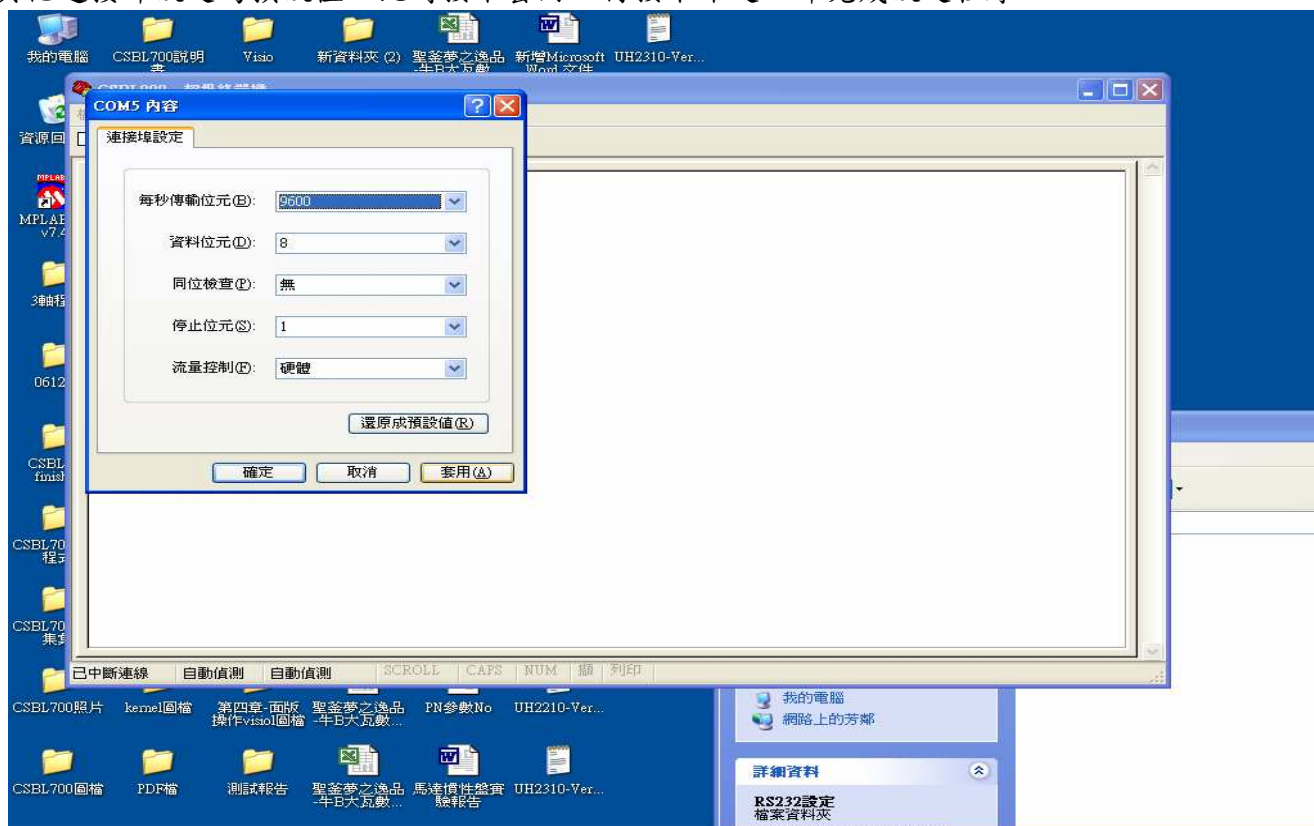 我的電腦
CSBL700說明書
Visio
新資料夾 (2)
聖荃夢之逸品
-牛B大瓦數
新增Microsoft
Word 文件
UH2310-Ver...
COM5 內容
資源回
連接埠設定
每秒傳輸位元(B): 9600
MPLAB
v7.4
資料位元(D): 8
同位檢查(P): 無
停止位元(S): 1
流量控制(F): 硬體
0612
還原成預設值(R)
CSBL
finish
確定 取消 套用(A)
CSBL70
CSBL70
已中斷連線 自動偵測 自動偵測 SCROLL CAPS NUM 擷 列印
CSBL700照片
kernel圖檔
第四章-面版
操作visio1圖檔
聖荃夢之逸品
-牛B大瓦數...
PN參數No
UH2210-Ver...
我的電腦
網路上的芳鄰
CSBL700圖檔
PDF檔
測試報告
聖荃夢之逸品
-牛B大瓦數...
馬達慣性盤實
驗報告
UH2310-Ver...
詳細資料
RS232設定
檔案資料夾